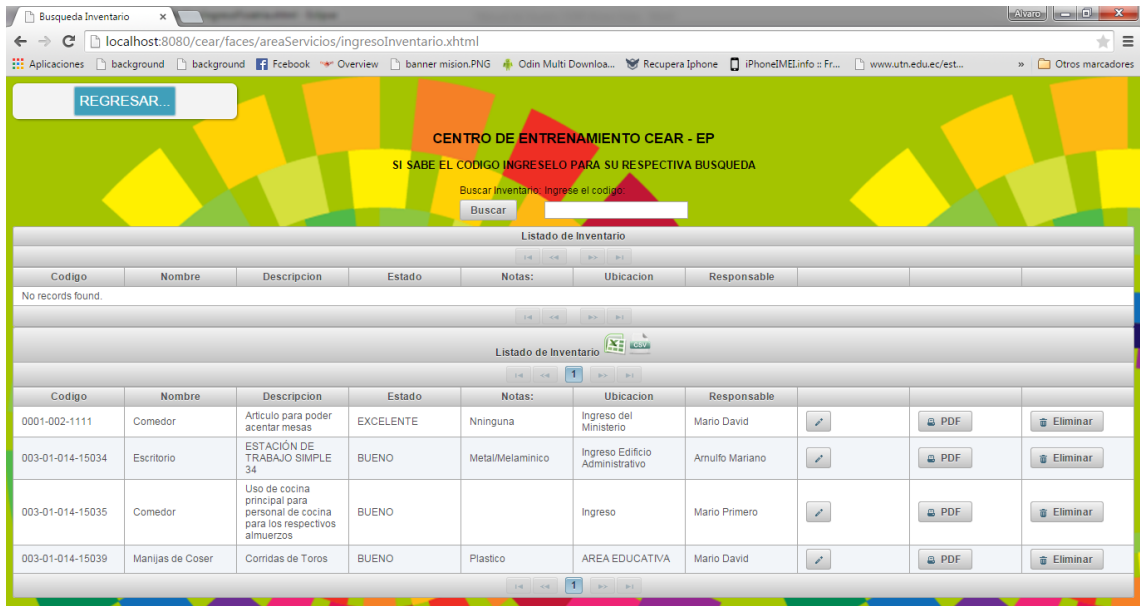 Busqueda Inventario
Alvaro
localhost:8080/cear/faces/areaServicios/ingresoInventario.xhtml
Aplicaciones background background Fcebook Overview banner mision.PNG Odin Multi Downloa... Recupera Iphone iPhoneIMEI.info :: Fr... www.utn.edu.ec/est... » Otros marcadores
REGRESAR...
CENTRO DE ENTRENAMIENTO CEAR - EP
SI SABE EL CODIGO INGRESELO PARA SU RESPECTIVA BUSQUEDA
Buscar Inventario: Ingrese el codigo:
Buscar
Listado de Inventario
Codigo Nombre Descripcion Estado Notas: Ubicacion Responsable
No records found.
Listado de Inventario CSV
1
Codigo Nombre Descripcion Estado Notas: Ubicacion Responsable
0001-002-1111 Comedor Articulo para poder acentar mesas EXCELENTE Nninguna Ingreso del Ministerio Mario David PDF Eliminar
003-01-014-15034 Escritorio ESTACIÓN DE TRABAJO SIMPLE 34 BUENO Metal/Melaminico Ingreso Edificio Administrativo Arnulfo Mariano PDF Eliminar
003-01-014-15035 Comedor Uso de cocina principal para personal de cocina para los respectivos almuerzos BUENO Ingreso Mario Primero PDF Eliminar
003-01-014-15039 Manijas de Coser Corridas de Toros BUENO Plastico AREA EDUCATIVA Mario David PDF Eliminar
1